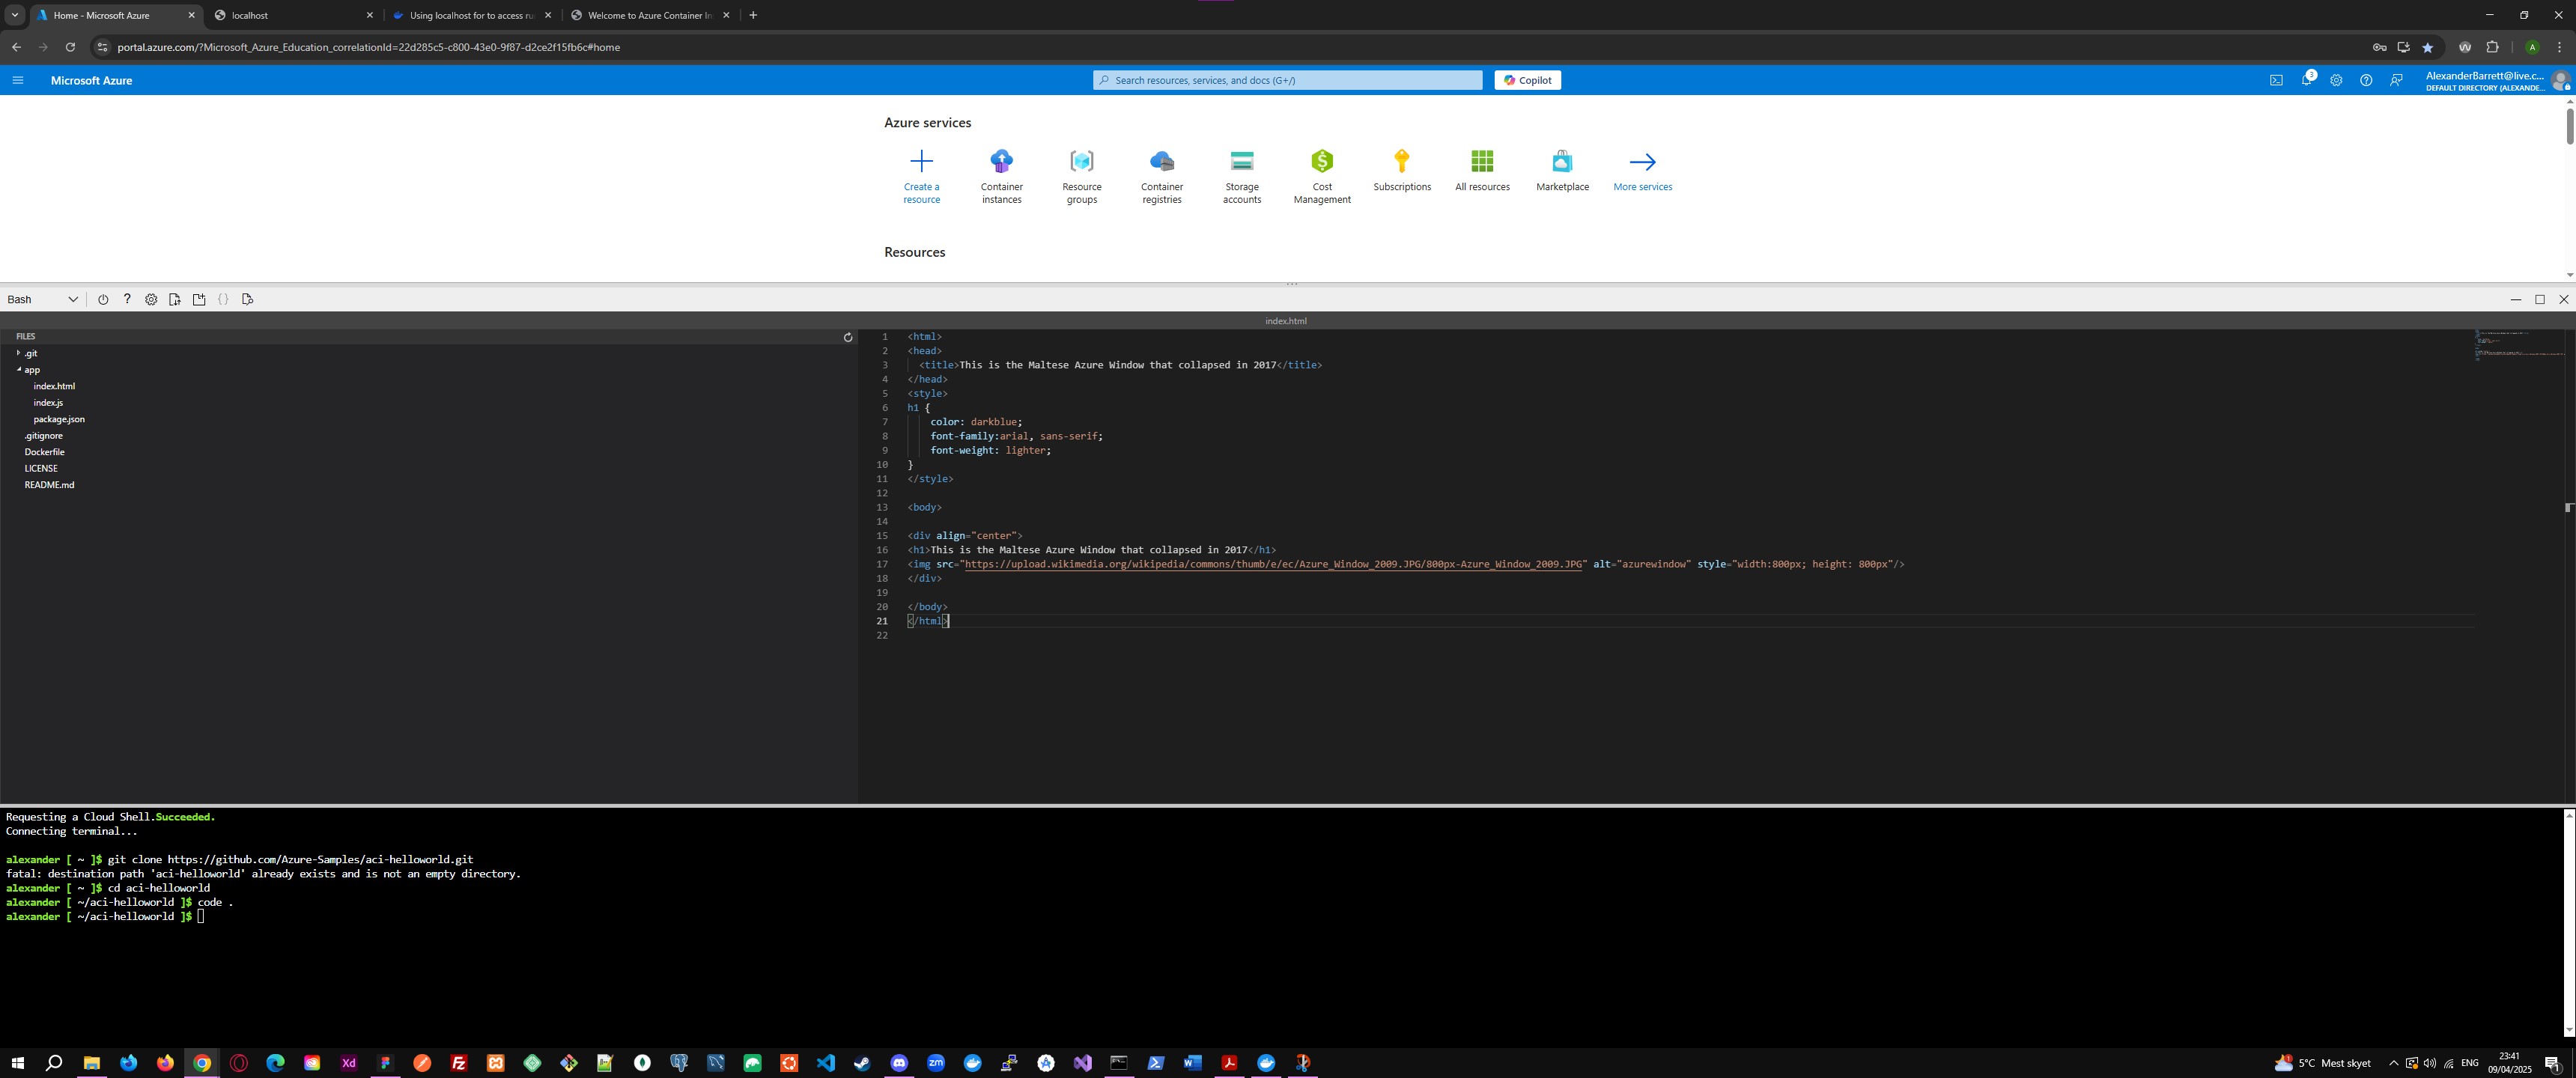 Home - Microsoft Azure
localhost
Using localhost for to access ru
Welcome to Azure Container In
portal.azure.com/?Microsoft_Azure_Education_correlationId=22d285c5-c800-43e0-9f87-d2ce2f15fb6c#home
A
Microsoft Azure
Search resources, services, and docs (G+/)
Copilot
3
AlexanderBarrett@live.c...
DEFAULT DIRECTORY (ALEXANDE...
Azure services
Create a resource
Container instances
Resource groups
Container registries
Storage accounts
Cost Management
Subscriptions
All resources
Marketplace
More services
Resources
Bash
index.html
FILES
.git
app
index.html
index.js
package.json
.gitignore
Dockerfile
LICENSE
README.md
1 <html>
2 <head>
3 <title>This is the Maltese Azure Window that collapsed in 2017</title>
4 </head>
5 <style>
6 h1 {
7 color: darkblue;
8 font-family:arial, sans-serif;
9 font-weight: lighter;
10 }
11 </style>
12
13 <body>
14
15 <div align="center">
16 <h1>This is the Maltese Azure Window that collapsed in 2017</h1>
17 <img src="https://upload.wikimedia.org/wikipedia/commons/thumb/e/ec/Azure_Window_2009.JPG/800px-Azure_Window_2009.JPG" alt="azurewindow" style="width:800px; height: 800px"/>
18 </div>
19
20 </body>
21 </html>
22
Requesting a Cloud Shell.Succeeded.
Connecting terminal...
alexander [ ~ ]$ git clone https://github.com/Azure-Samples/aci-helloworld.git
fatal: destination path 'aci-helloworld' already exists and is not an empty directory.
alexander [ ~ ]$ cd aci-helloworld
alexander [ ~/aci-helloworld ]$ code .
alexander [ ~/aci-helloworld ]$
Xd
zm
5°C Mest skyet
ENG
23:41
09/04/2025
1